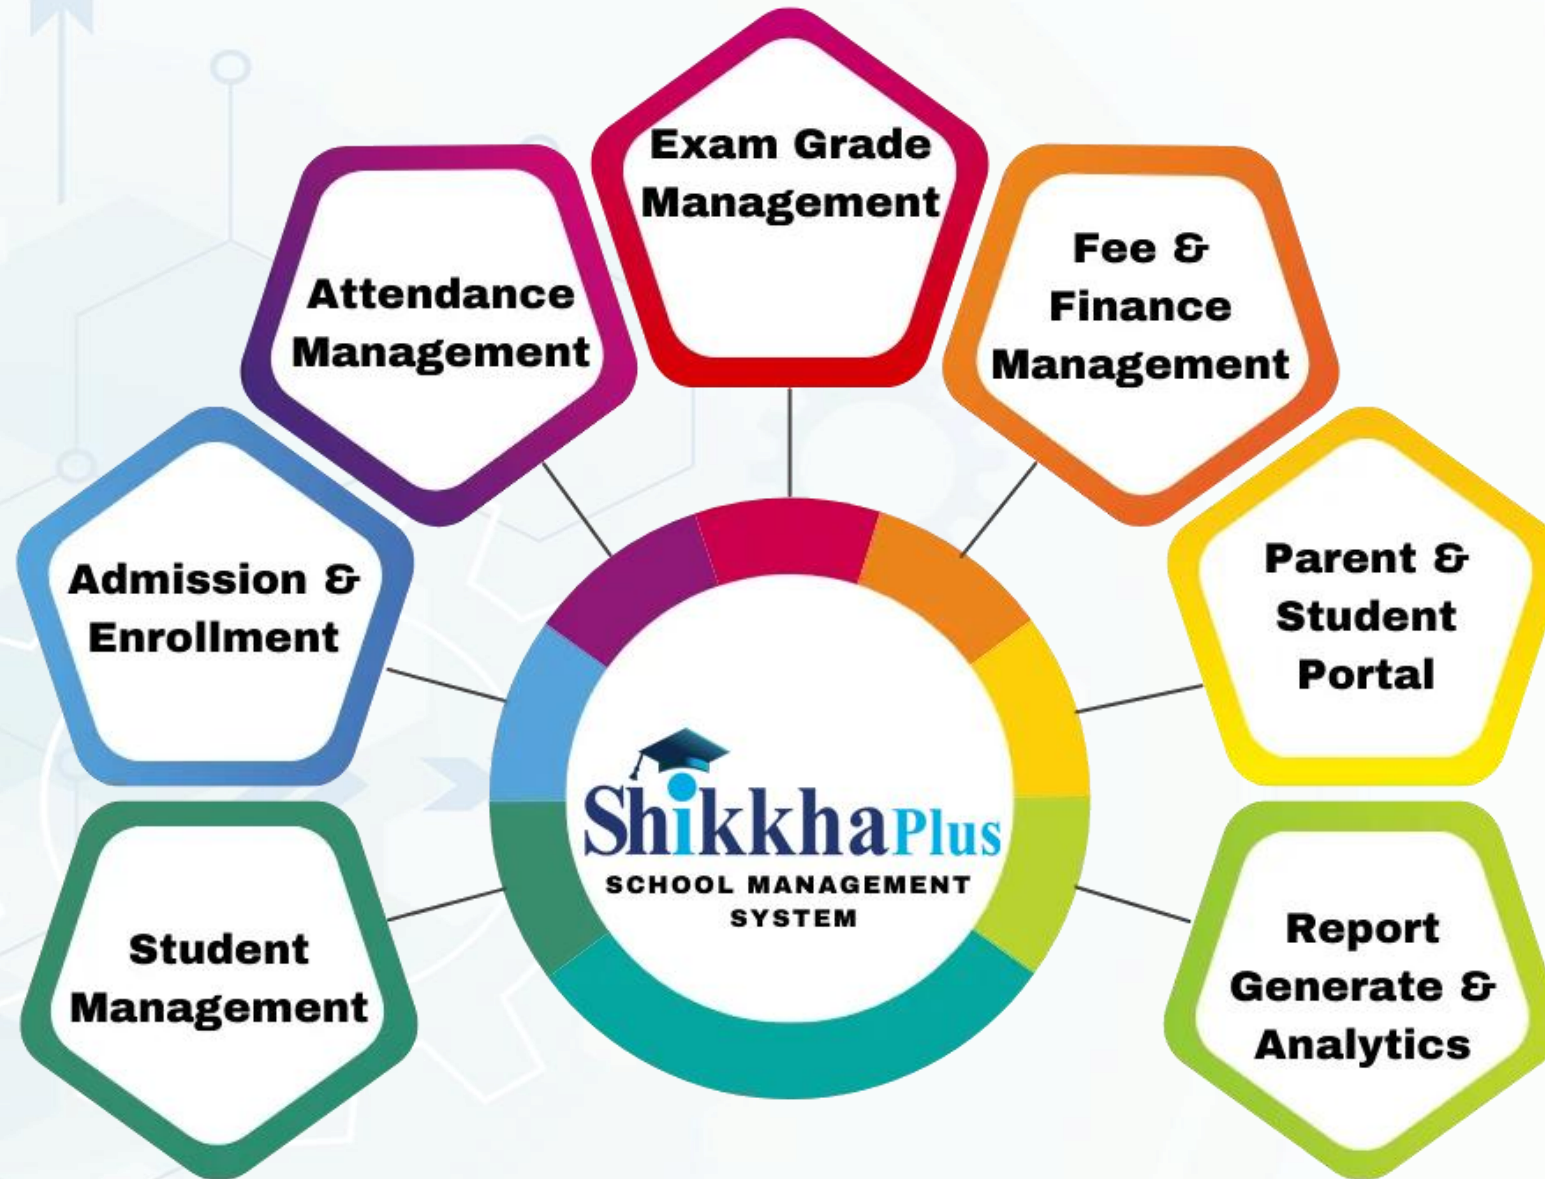 Exam Grade
Management
Attendance
Management
Fee &
Finance
Management
Admission &
Enrollment
Parent &
Student
Portal
ShikkhaPlus
SCHOOL MANAGEMENT
SYSTEM
Student
Management
Report
Generate &
Analytics